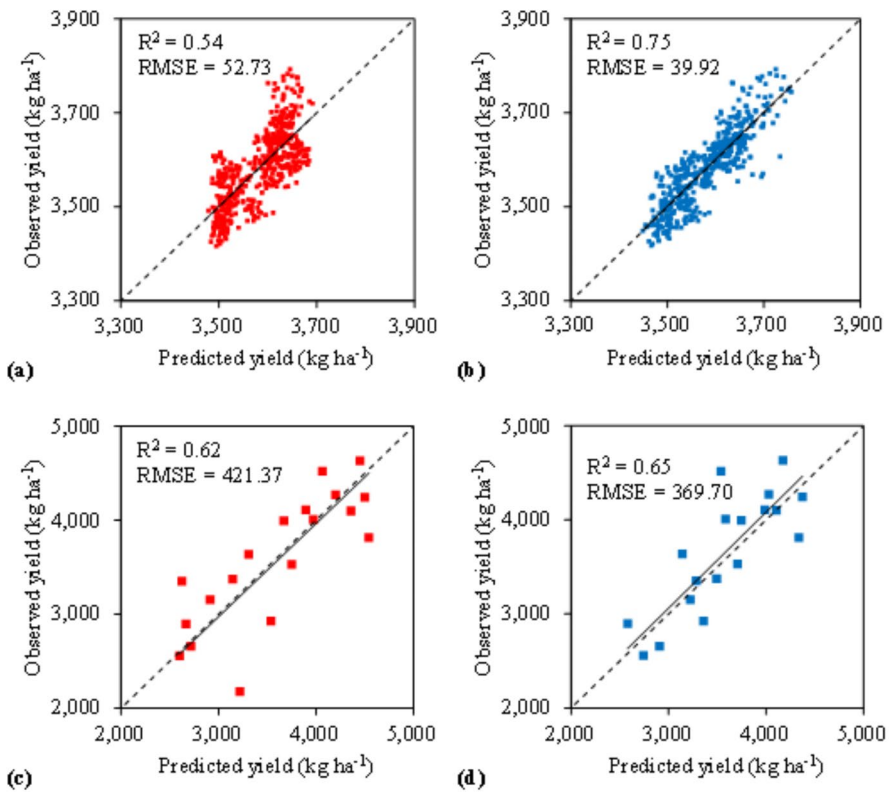 3,900
R² = 0.54
RMSE = 52.73
3,700
3,500
3,300
Observed yield (kg ha⁻¹)
3,300 3,500 3,700 3,900
Predicted yield (kg ha⁻¹)
(a)
3,900
R² = 0.75
RMSE = 39.92
3,700
3,500
3,300
Observed yield (kg ha⁻¹)
3,300 3,500 3,700 3,900
Predicted yield (kg ha⁻¹)
(b)
5,000
R² = 0.62
RMSE = 421.37
4,000
3,000
2,000
Observed yield (kg ha⁻¹)
2,000 3,000 4,000 5,000
Predicted yield (kg ha⁻¹)
(c)
5,000
R² = 0.65
RMSE = 369.70
4,000
3,000
2,000
Observed yield (kg ha⁻¹)
2,000 3,000 4,000 5,000
Predicted yield (kg ha⁻¹)
(d)